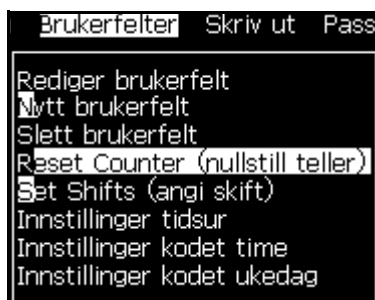 Brukerfelter Skriv ut Pass
Rediger brukerfelt
Nytt brukerfelt
Slett brukerfelt
Reset Counter (nullstill teller)
Set Shifts (angi skift)
Innstillinger tidsur
Innstillinger kodet time
Innstillinger kodet ukedag